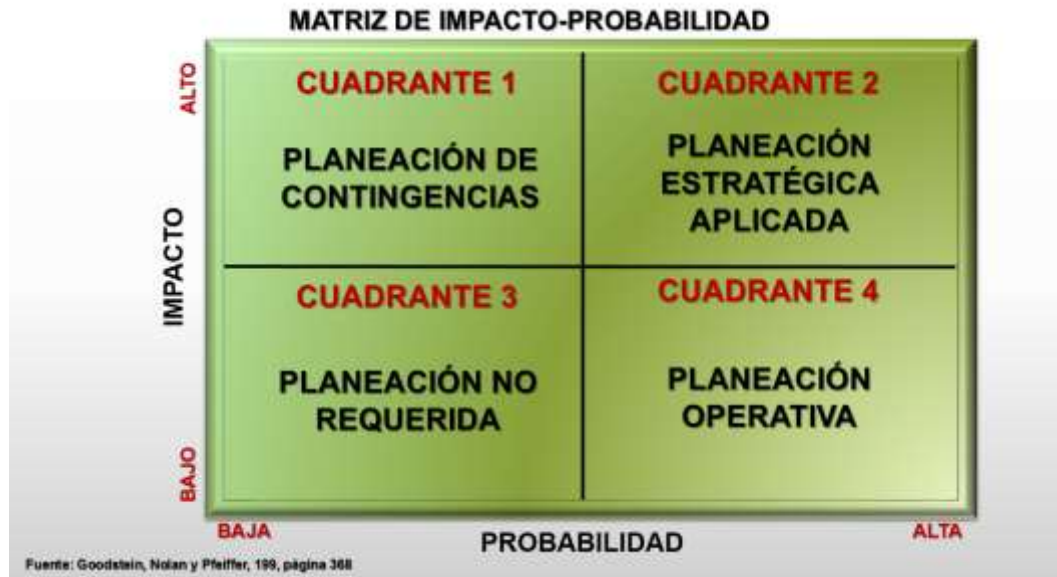 MATRIZ DE IMPACTO-PROBABILIDAD
ALTO
CUADRANTE 1
CUADRANTE 2
PLANEACIÓN DE
CONTINGENCIAS
PLANEACIÓN
ESTRATÉGICA
APLICADA
IMPACTO
CUADRANTE 3
CUADRANTE 4
PLANEACIÓN NO
REQUERIDA
PLANEACIÓN
OPERATIVA
BAJO
BAJA
PROBABILIDAD
ALTA
Fuente: Goodstein, Nolan y Pfeiffer, 199, página 368